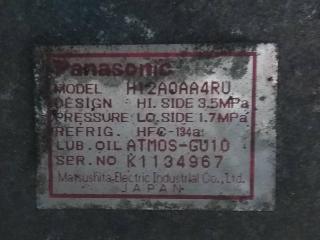 Panasonic
MODEL H12A0AA4RU
DESIGN HI. SIDE 3.5MPa
PRESSURE LO. SIDE 1.7MPa
REFRIG. HFC-134a
LUB. OIL ATMOS-GU10
SER. NO K1134967
Matsushita Electric Industrial Co., Ltd.
JAPAN